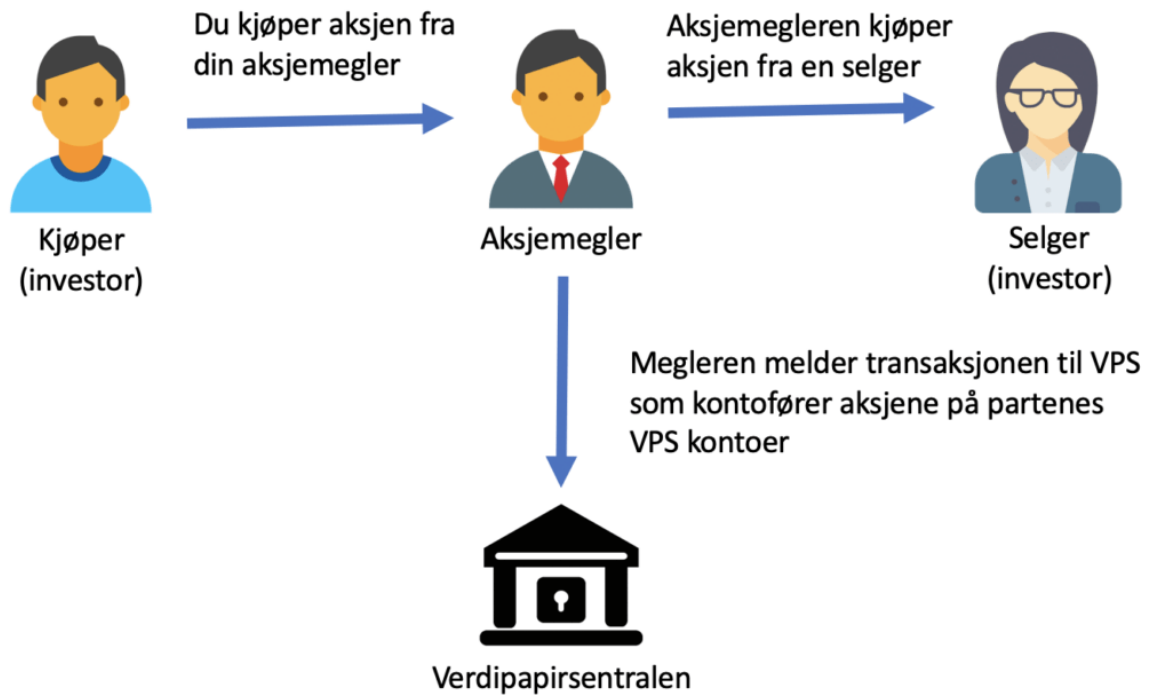 Du kjøper aksjen fra
din aksjemegler
Aksjemegleren kjøper
aksjen fra en selger
Kjøper
(investor)
Aksjemegler
Selger
(investor)
Megleren melder transaksjonen til VPS
som kontofører aksjene på partenes
VPS kontoer
Verdipapirsentralen